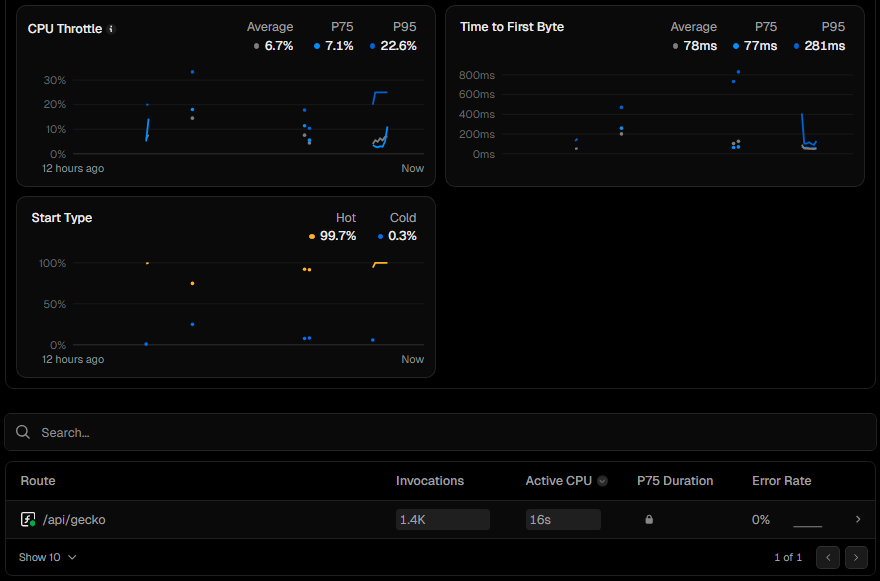 CPU Throttle i Average P75 P95
6.7% 7.1% 22.6%
30%
20%
10%
0%
12 hours ago Now
Time to First Byte Average P75 P95
78ms 77ms 281ms
800ms
600ms
400ms
200ms
0ms
Start Type Hot Cold
99.7% 0.3%
100%
50%
0%
12 hours ago Now
Search...
Route Invocations Active CPU P75 Duration Error Rate
/api/gecko 1.4K 16s 0%
Show 10 1 of 1